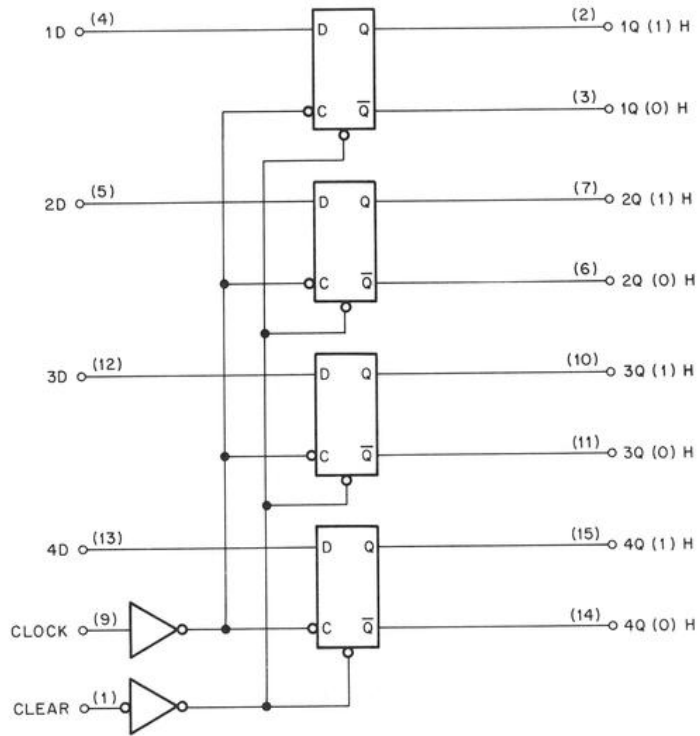 1D (4) D Q (2) 1Q (1) H
C Q̅ (3) 1Q (0) H
2D (5) D Q (7) 2Q (1) H
C Q̅ (6) 2Q (0) H
3D (12) D Q (10) 3Q (1) H
C Q̅ (11) 3Q (0) H
4D (13) D Q (15) 4Q (1) H
CLOCK (9) C Q̅ (14) 4Q (0) H
CLEAR (1)